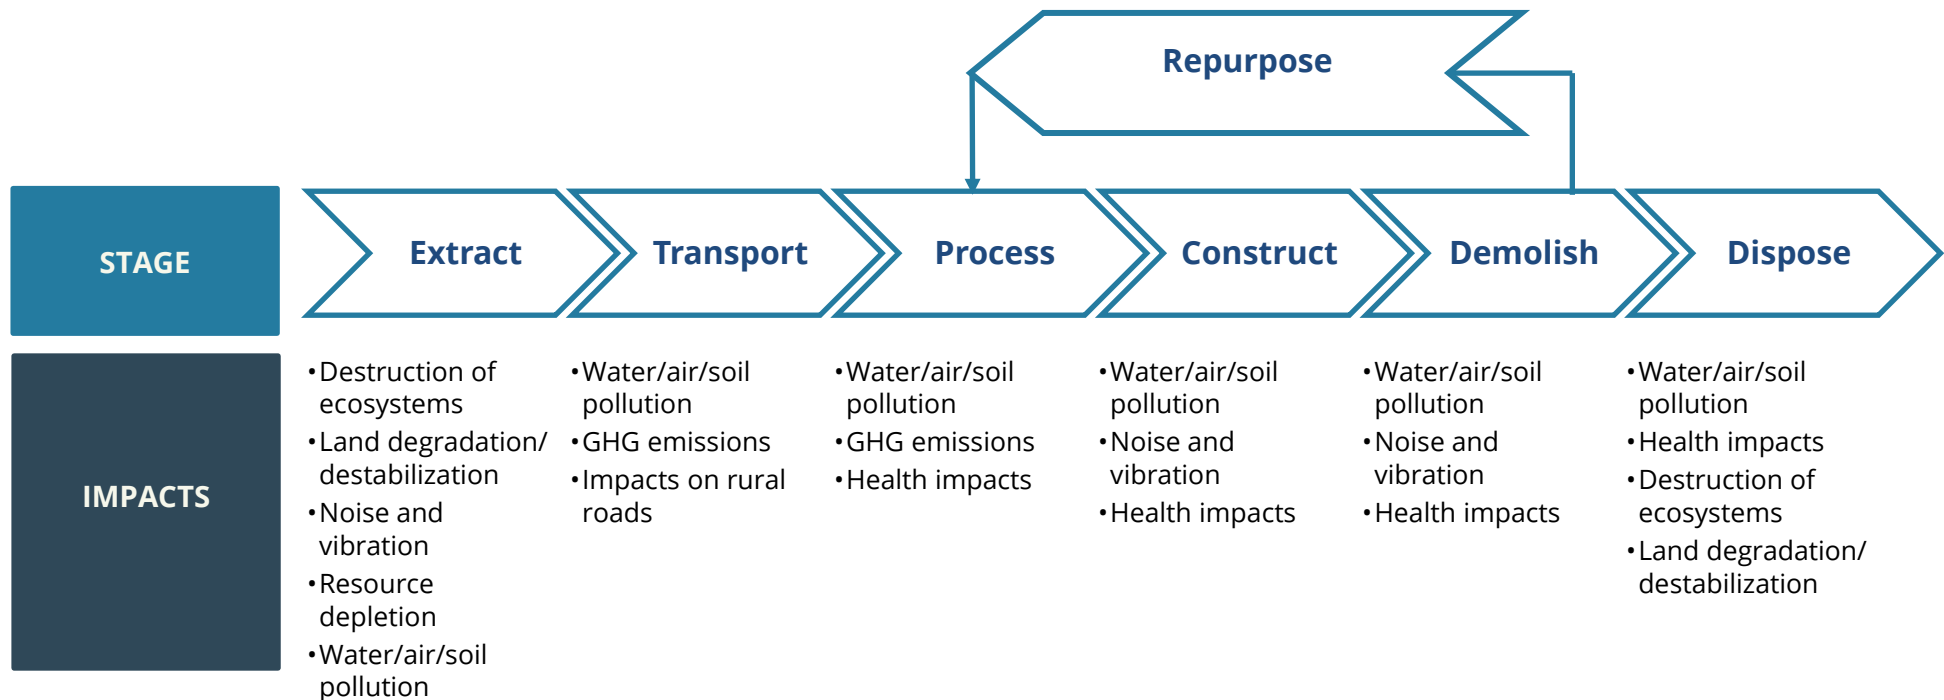 Repurpose
STAGE
Extract
Transport
Process
Construct
Demolish
Dispose
IMPACTS
•Destruction of
ecosystems
•Land degradation/
destabilization
•Noise and
vibration
•Resource
depletion
•Water/air/soil
pollution
•Water/air/soil
pollution
•GHG emissions
•Impacts on rural
roads
•Water/air/soil
pollution
•GHG emissions
•Health impacts
•Water/air/soil
pollution
•Noise and
vibration
•Health impacts
•Water/air/soil
pollution
•Noise and
vibration
•Health impacts
•Water/air/soil
pollution
•Health impacts
•Destruction of
ecosystems
•Land degradation/
destabilization